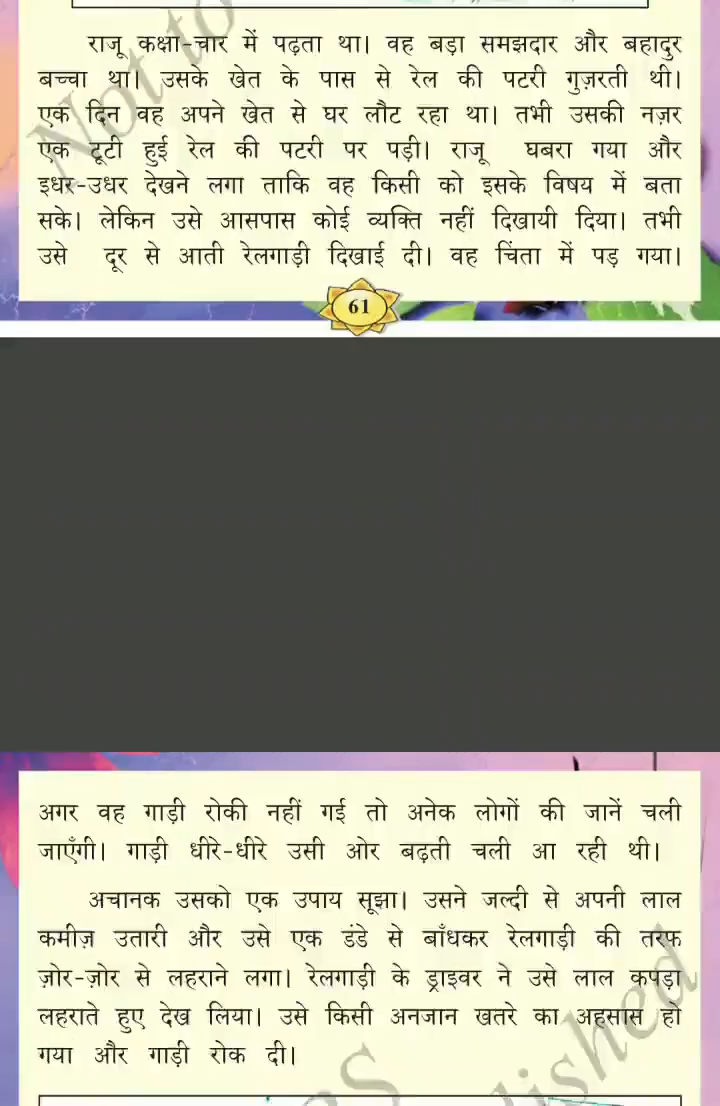 राजू कक्षा-चार में पढ़ता था। वह बड़ा समझदार और बहादुर
बच्चा था। उसके खेत के पास से रेल की पटरी गुज़रती थी।
एक दिन वह अपने खेत से घर लौट रहा था। तभी उसकी नज़र
एक टूटी हुई रेल की पटरी पर पड़ी। राजू घबरा गया और
इधर-उधर देखने लगा ताकि वह किसी को इसके विषय में बता
सके। लेकिन उसे आसपास कोई व्यक्ति नहीं दिखायी दिया। तभी
उसे दूर से आती रेलगाड़ी दिखाई दी। वह चिंता में पड़ गया।
61
अगर वह गाड़ी रोकी नहीं गई तो अनेक लोगों की जानें चली
जाएँगी। गाड़ी धीरे-धीरे उसी ओर बढ़ती चली आ रही थी।
अचानक उसको एक उपाय सूझा। उसने जल्दी से अपनी लाल
कमीज़ उतारी और उसे एक डंडे से बाँधकर रेलगाड़ी की तरफ
ज़ोर-ज़ोर से लहराने लगा। रेलगाड़ी के ड्राइवर ने उसे लाल कपड़ा
लहराते हुए देख लिया। उसे किसी अनजान खतरे का अहसास हो
गया और गाड़ी रोक दी।
Not to